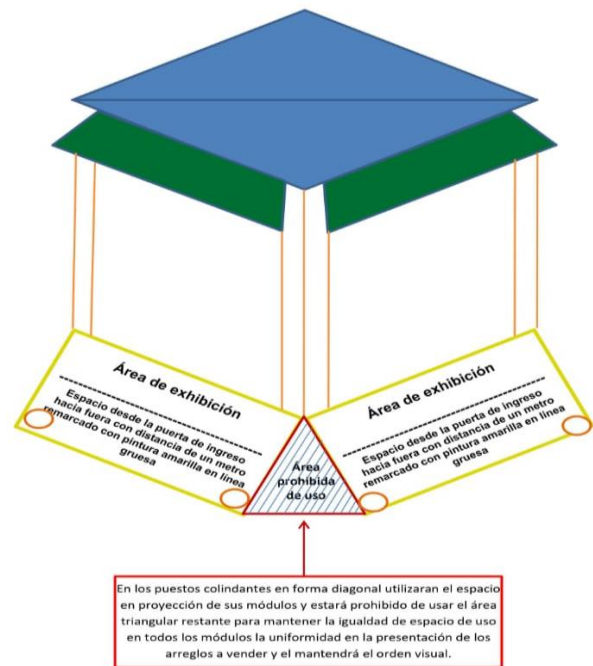 Área de exhibición
Espacio desde la puerta de ingreso
hacia fuera con distancia de un metro
remarcado con pintura amarilla en linea
gruesa
Área de exhibición
Espacio desde la puerta de ingreso
hacia fuera con distancia de un metro
remarcado con pintura amarilla en linea
gruesa
Área
prohibida
de uso
En los puestos colindantes en forma diagonal utilizaran el espacio
en proyección de sus módulos y estará prohibido de usar el área
triangular restante para mantener la igualdad de espacio de uso
en todos los módulos la uniformidad en la presentación de los
arreglos a vender y el mantendrá el orden visual.